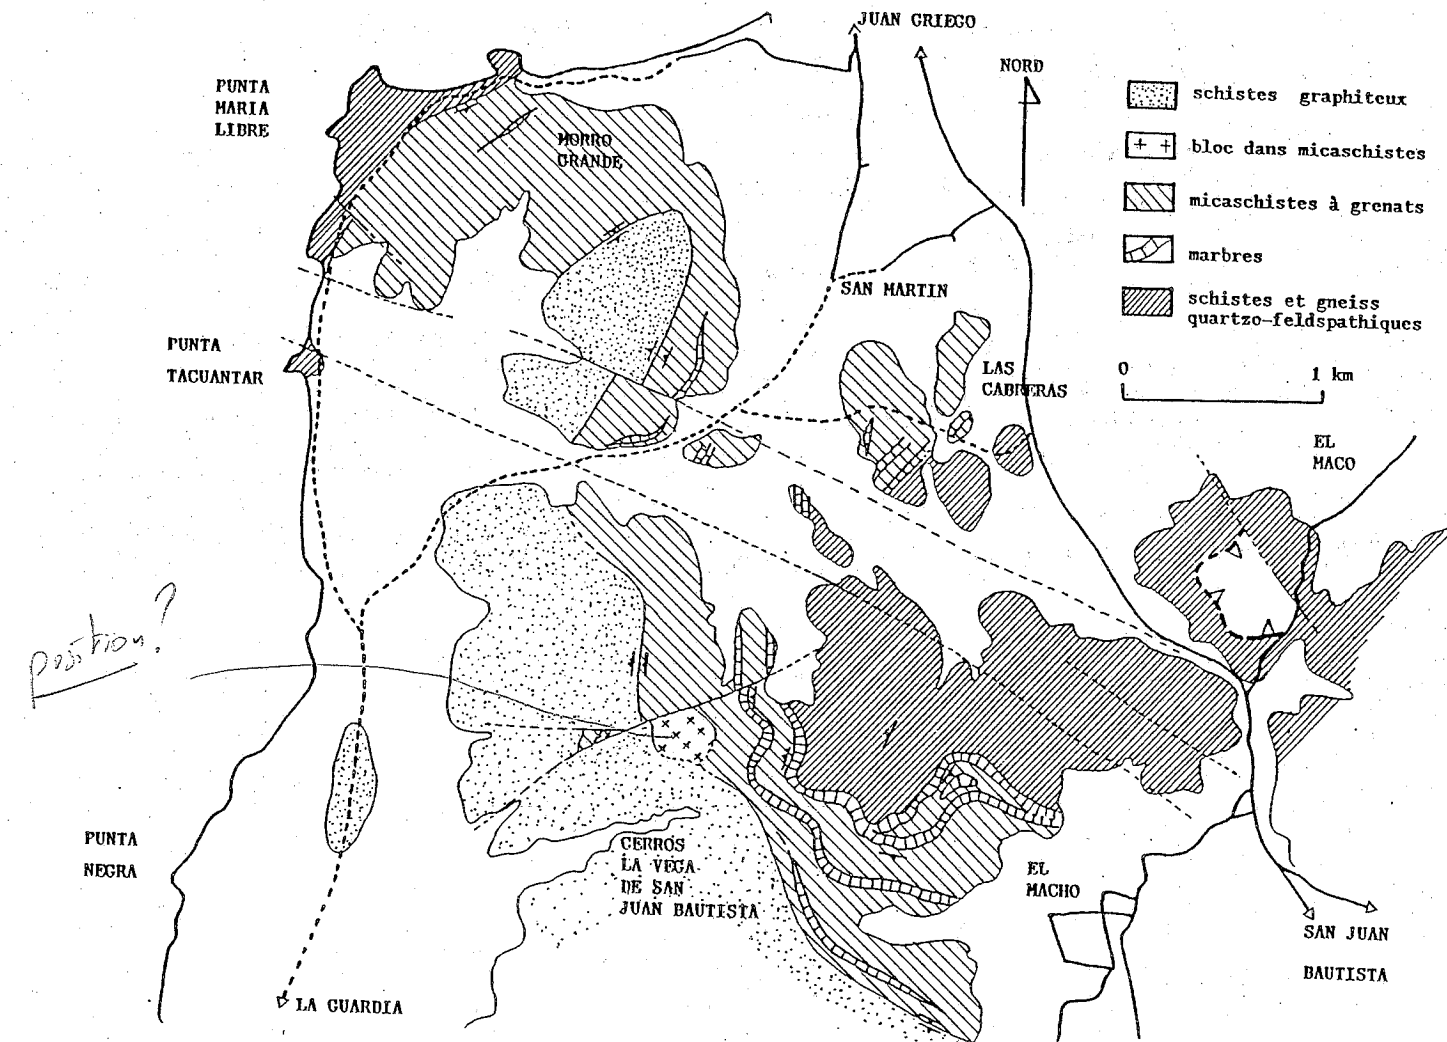 JUAN GRIEGO
NORD
PUNTA
MARIA
LIBRE
MORRO
GRANDE
schistes graphiteux
+ + bloc dans micaschistes
micaschistes à grenats
marbres
schistes et gneiss
quartzo-feldspathiques
0 1 km
SAN MARTIN
PUNTA
TACUANTAR
LAS
CABRERAS
EL
MACO
position?
PUNTA
NEGRA
CERROS
LA VEGA
DE SAN
JUAN BAUTISTA
EL
MACHO
SAN JUAN
BAUTISTA
LA GUARDIA